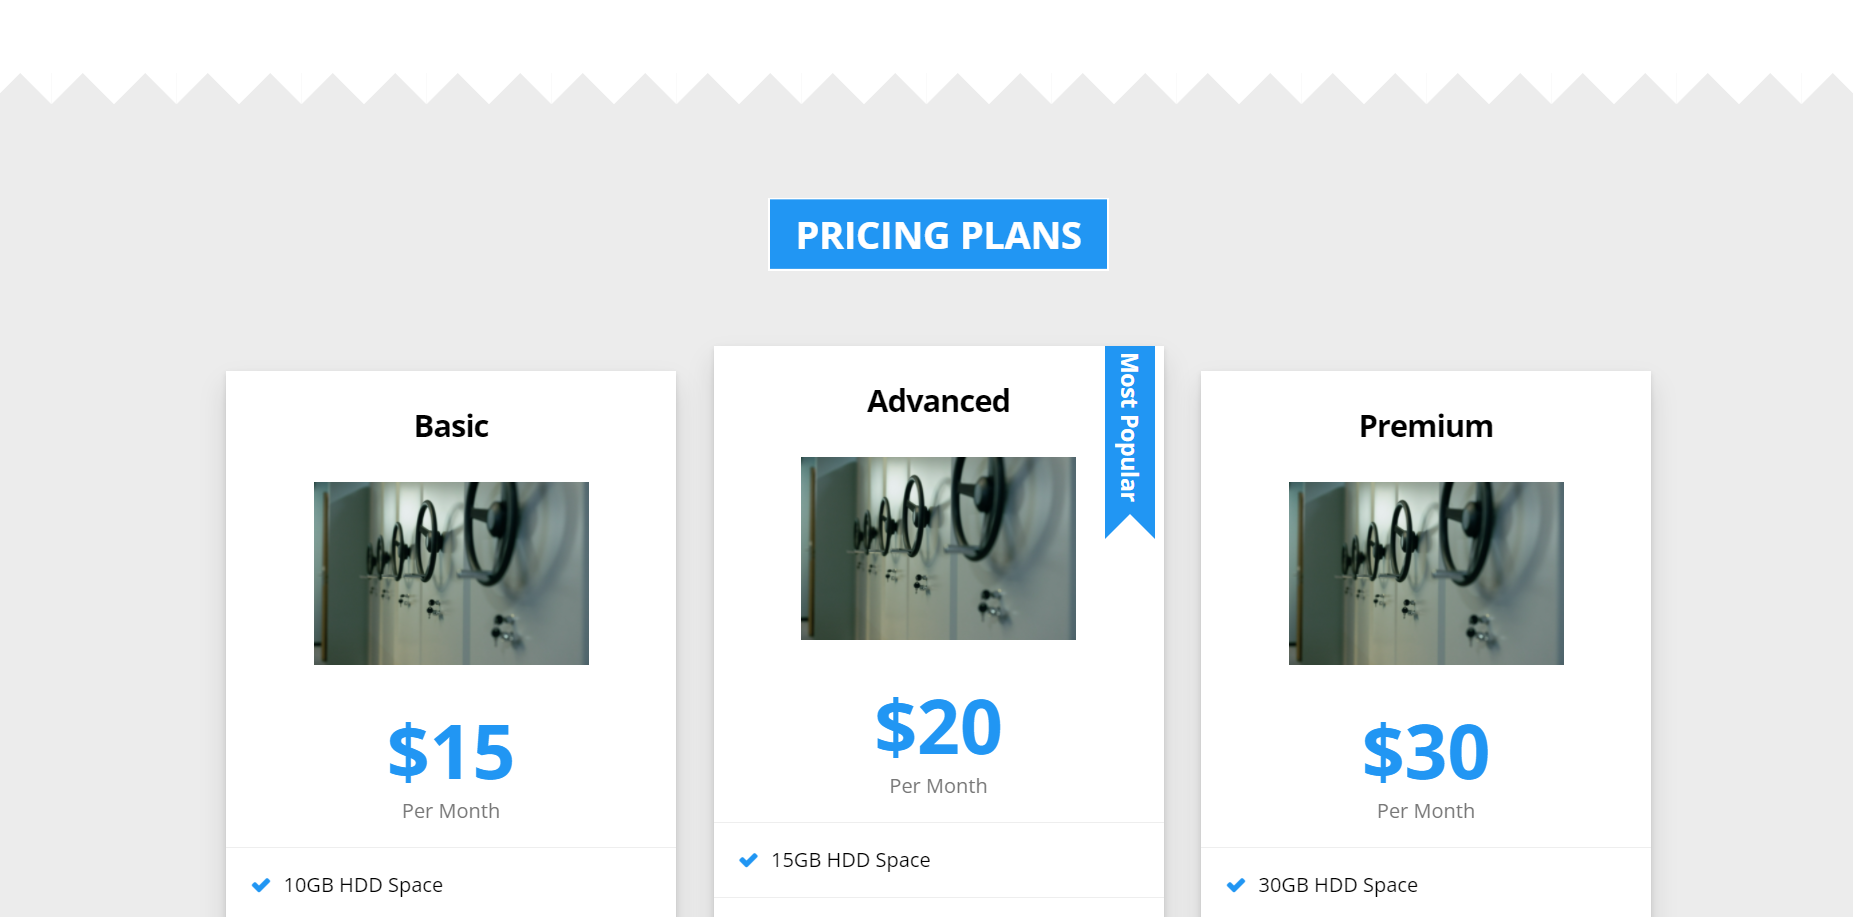 PRICING PLANS
Basic
$15
Per Month
10GB HDD Space
Advanced
Most Popular
$20
Per Month
15GB HDD Space
Premium
$30
Per Month
30GB HDD Space